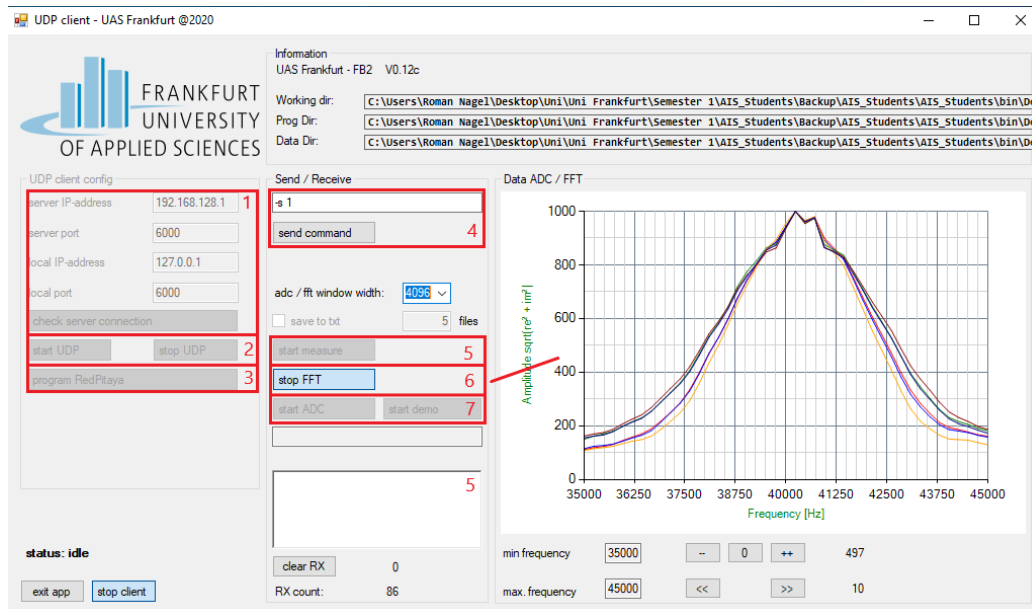 UDP client - UAS Frankfurt @2020
FRANKFURT
UNIVERSITY
OF APPLIED SCIENCES
Information
UAS Frankfurt - FB2 V0.12c
Working dir: C:\Users\Roman Nagel\Desktop\Uni\Uni Frankfurt\Semester 1\AIS_Students\Backup\AIS_Students\AIS_Students\bin\De
Prog Dir: C:\Users\Roman Nagel\Desktop\Uni\Uni Frankfurt\Semester 1\AIS_Students\Backup\AIS_Students\AIS_Students\bin\De
Data Dir: C:\Users\Roman Nagel\Desktop\Uni\Uni Frankfurt\Semester 1\AIS_Students\Backup\AIS_Students\AIS_Students\bin\De
UDP client config
server IP-address 192.168.128.1 1
server port 6000
local IP-address 127.0.0.1
local port 6000
check server connection
start UDP stop UDP 2
program RedPitaya 3
status: idle
exit app stop client
Send / Receive
-s 1
send command 4
adc / fft window width: 4096
save to txt 5 files
start measure 5
stop FFT 6
start ADC start demo 7
5
clear RX 0
RX count: 86
Data ADC / FFT
Amplitude sqrt[re² + im²]
1000
800
600
400
200
0
35000 36250 37500 38750 40000 41250 42500 43750 45000
Frequency [Hz]
min frequency 35000 -- 0 ++ 497
max. frequency 45000 << >> 10